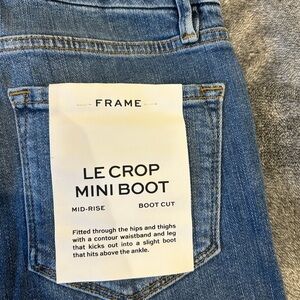 FRAME
LE CROP
MINI BOOT
MID-RISE BOOT CUT
Fitted through the hips and thighs
with a contour waistband and leg
that kicks out into a slight boot
that hits above the ankle.